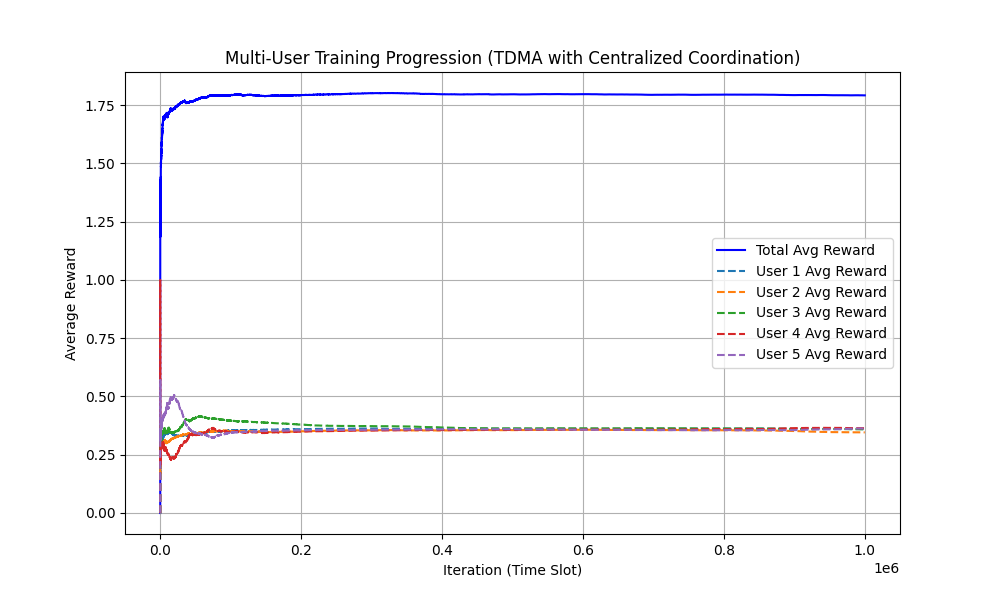 Multi-User Training Progression (TDMA with Centralized Coordination)
Average Reward
1.75
1.50
1.25
1.00
0.75
0.50
0.25
0.00
Total Avg Reward
User 1 Avg Reward
User 2 Avg Reward
User 3 Avg Reward
User 4 Avg Reward
User 5 Avg Reward
0.0 0.2 0.4 0.6 0.8 1.0
1e6
Iteration (Time Slot)